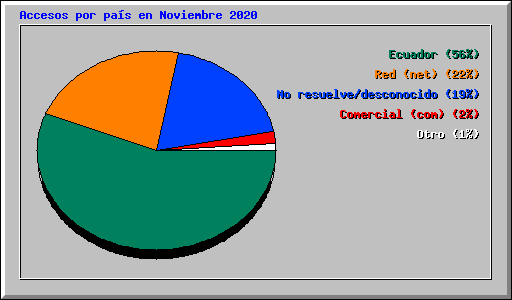 Accesos por país en Noviembre 2020
Ecuador (56%)
Red (net) (22%)
No resuelve/desconocido (19%)
Comercial (com) (2%)
Otro (1%)